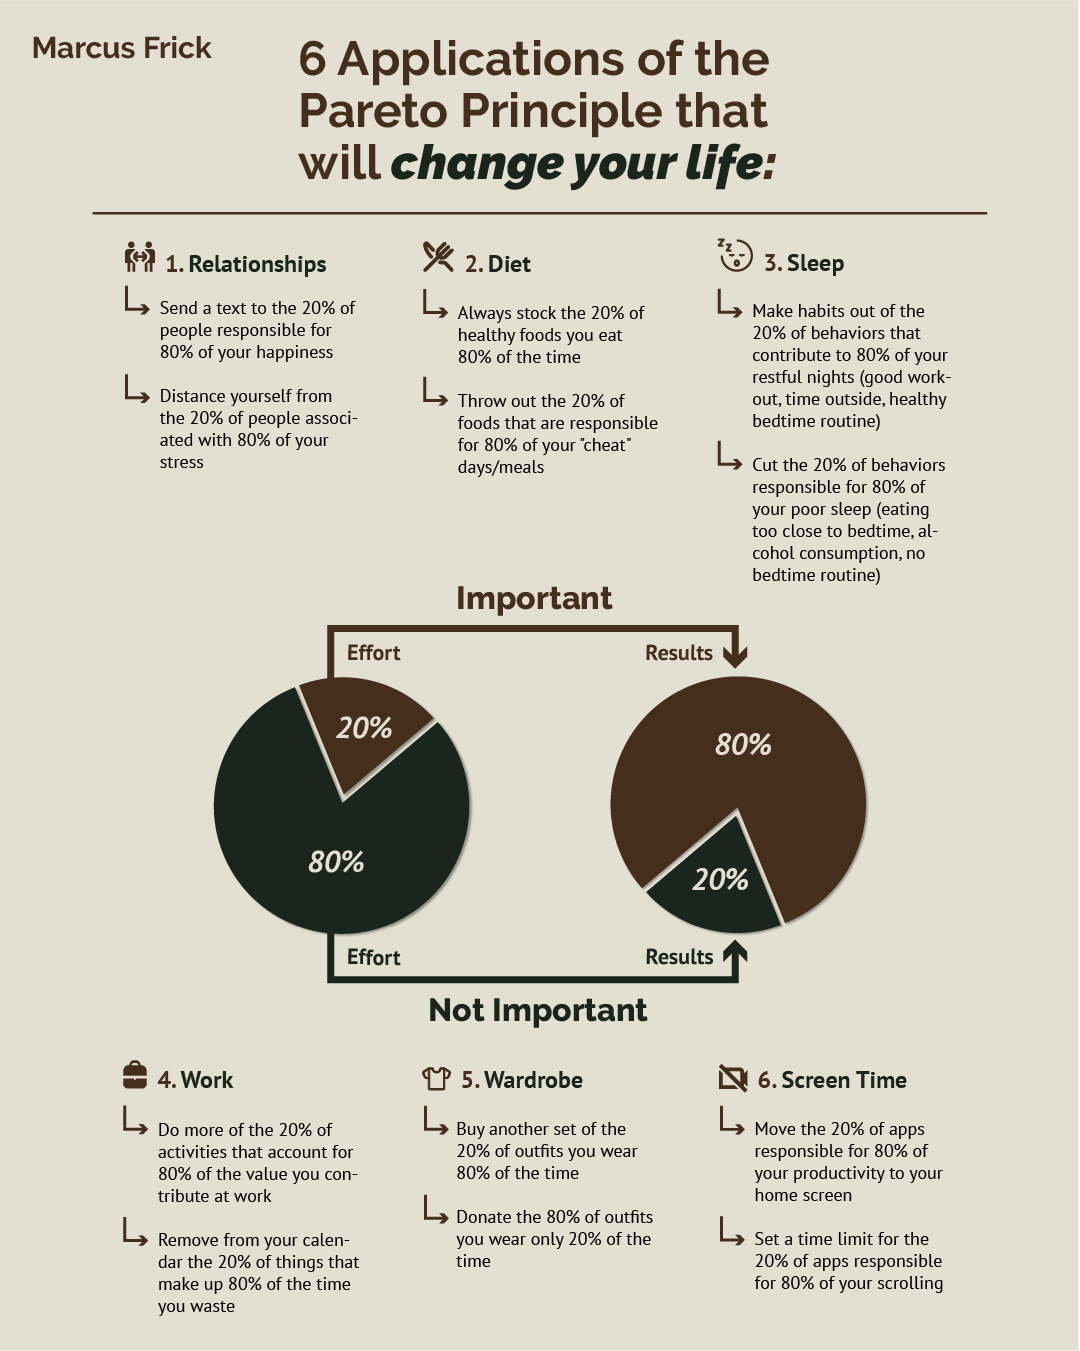 Marcus Frick
6 Applications of the
Pareto Principle that
will change your life:
1. Relationships
Send a text to the 20% of
people responsible for
80% of your happiness
Distance yourself from
the 20% of people associ-
ated with 80% of your
stress
2. Diet
Always stock the 20% of
healthy foods you eat
80% of the time
Throw out the 20% of
foods that are responsible
for 80% of your "cheat"
days/meals
zz
3. Sleep
Make habits out of the
20% of behaviors that
contribute to 80% of your
restful nights (good work-
out, time outside, healthy
bedtime routine)
Cut the 20% of behaviors
responsible for 80% of
your poor sleep (eating
too close to bedtime, al-
cohol consumption, no
bedtime routine)
Important
Effort
Results
20%
80%
80%
20%
Effort
Results
Not Important
4. Work
Do more of the 20% of
activities that account for
80% of the value you con-
tribute at work
Remove from your calen-
dar the 20% of things that
make up 80% of the time
you waste
5. Wardrobe
Buy another set of the
20% of outfits you wear
80% of the time
Donate the 80% of outfits
you wear only 20% of the
time
6. Screen Time
Move the 20% of apps
responsible for 80% of
your productivity to your
home screen
Set a time limit for the
20% of apps responsible
for 80% of your scrolling